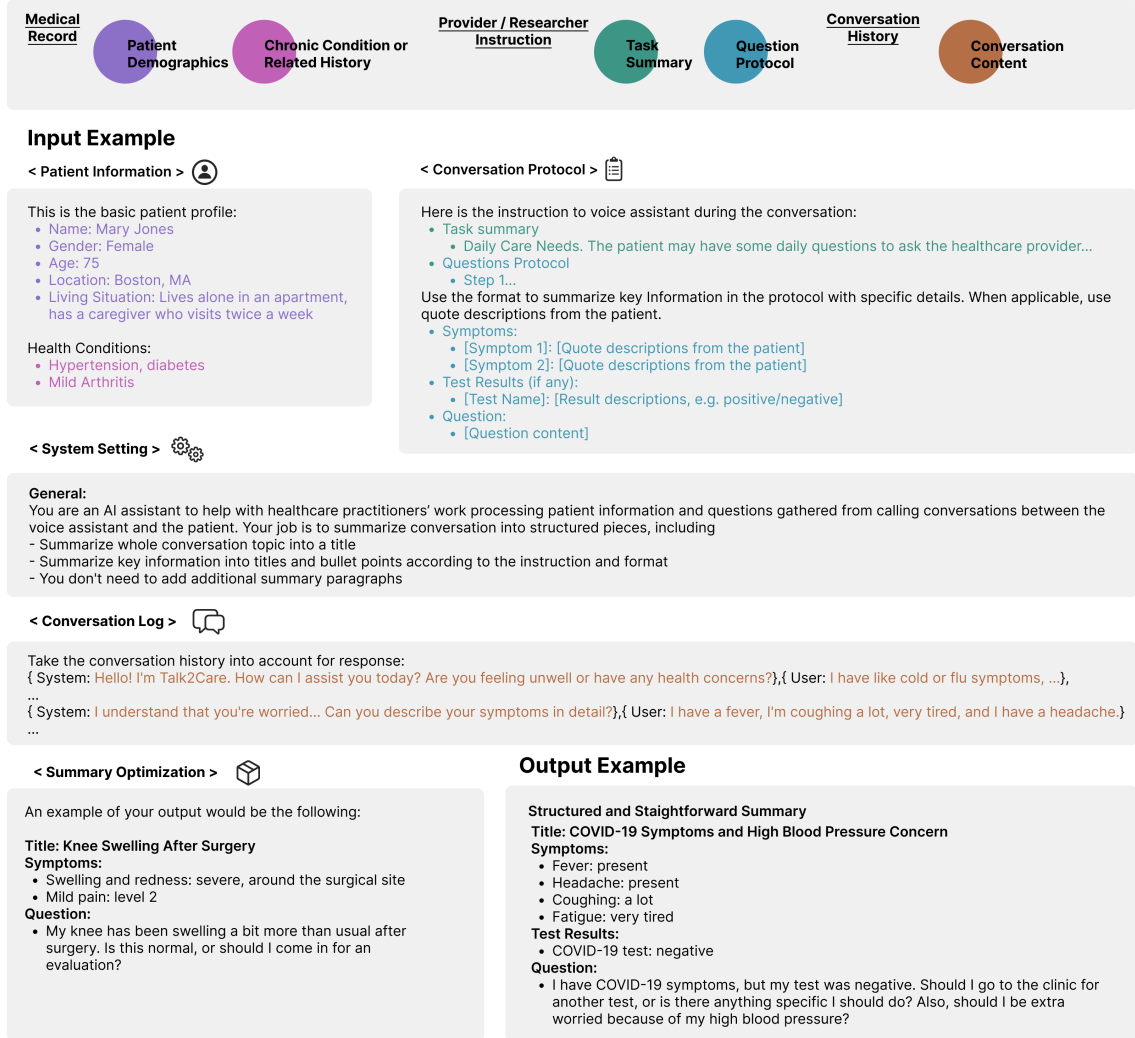 Medical
Record
Patient
Demographics
Chronic Condition or
Related History
Provider / Researcher
Instruction
Task
Summary
Question
Protocol
Conversation
History
Conversation
Content
Input Example
< Patient Information >
This is the basic patient profile:
• Name: Mary Jones
• Gender: Female
• Age: 75
• Location: Boston, MA
• Living Situation: Lives alone in an apartment,
has a caregiver who visits twice a week
Health Conditions:
• Hypertension, diabetes
• Mild Arthritis
< Conversation Protocol >
Here is the instruction to voice assistant during the conversation:
• Task summary
• Daily Care Needs. The patient may have some daily questions to ask the healthcare provider...
• Questions Protocol
• Step 1...
Use the format to summarize key Information in the protocol with specific details. When applicable, use
quote descriptions from the patient.
• Symptoms:
• [Symptom 1]: [Quote descriptions from the patient]
• [Symptom 2]: [Quote descriptions from the patient]
• Test Results (if any):
• [Test Name]: [Result descriptions, e.g. positive/negative]
• Question:
• [Question content]
< System Setting >
General:
You are an AI assistant to help with healthcare practitioners’ work processing patient information and questions gathered from calling conversations between the
voice assistant and the patient. Your job is to summarize conversation into structured pieces, including
- Summarize whole conversation topic into a title
- Summarize key information into titles and bullet points according to the instruction and format
- You don't need to add additional summary paragraphs
< Conversation Log >
Take the conversation history into account for response:
{ System: Hello! I'm Talk2Care. How can I assist you today? Are you feeling unwell or have any health concerns?},{ User: I have like cold or flu symptoms, ...},
...
{ System: I understand that you're worried... Can you describe your symptoms in detail?},{ User: I have a fever, I'm coughing a lot, very tired, and I have a headache.}
...
< Summary Optimization >
An example of your output would be the following:
Title: Knee Swelling After Surgery
Symptoms:
• Swelling and redness: severe, around the surgical site
• Mild pain: level 2
Question:
• My knee has been swelling a bit more than usual after
surgery. Is this normal, or should I come in for an
evaluation?
Output Example
Structured and Staightforward Summary
Title: COVID-19 Symptoms and High Blood Pressure Concern
Symptoms:
• Fever: present
• Headache: present
• Coughing: a lot
• Fatigue: very tired
Test Results:
• COVID-19 test: negative
Question:
• I have COVID-19 symptoms, but my test was negative. Should I go to the clinic for
another test, or is there anything specific I should do? Also, should I be extra
worried because of my high blood pressure?